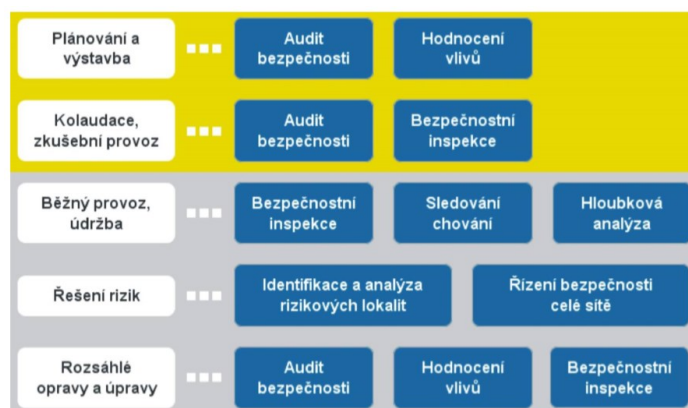 Plánování a
výstavba
Audit
bezpečnosti
Hodnocení
vlivů
Kolaudace,
zkušební provoz
Audit
bezpečnosti
Bezpečnostní
inspekce
Běžný provoz,
údržba
Bezpečnostní
inspekce
Sledování
chování
Hloubková
analýza
Řešení rizik
Identifikace a analýza
rizikových lokalit
Řízení bezpečnosti
celé sítě
Rozsáhlé
opravy a úpravy
Audit
bezpečnosti
Hodnocení
vlivů
Bezpečnostní
inspekce